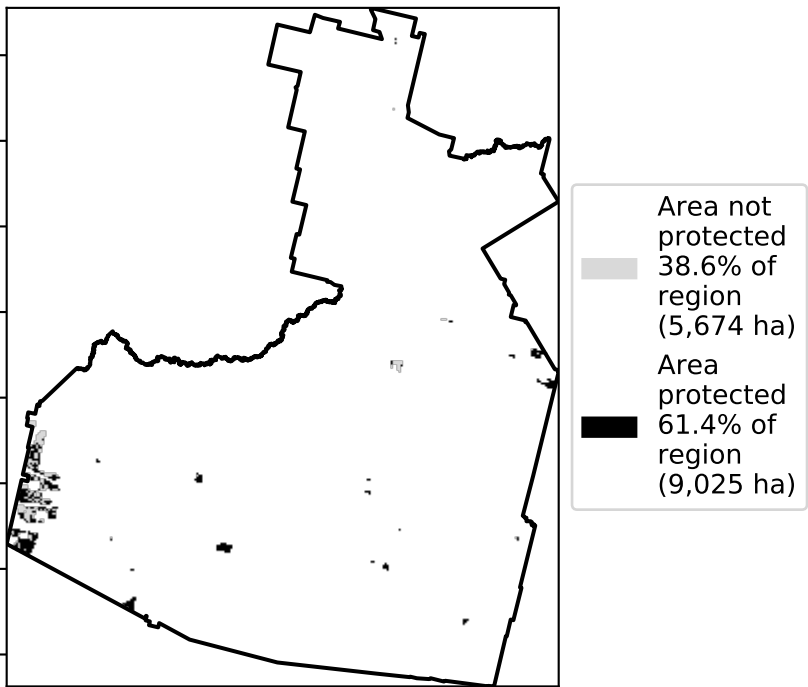 Area not
protected
38.6% of
region
(5,674 ha)
Area
protected
61.4% of
region
(9,025 ha)